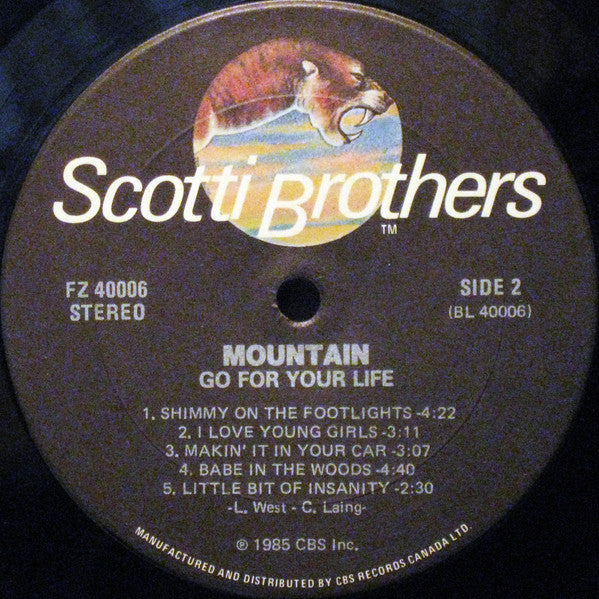 Scotti Brothers
TM
FZ 40006
STEREO
SIDE 2
(BL 40006)
MOUNTAIN
GO FOR YOUR LIFE
1. SHIMMY ON THE FOOTLIGHTS -4:22
2. I LOVE YOUNG GIRLS -3:11
3. MAKIN' IT IN YOUR CAR -3:07
4. BABE IN THE WOODS -4:40
5. LITTLE BIT OF INSANITY -2:30
-L. West - C. Laing-
℗ 1985 CBS Inc.
MANUFACTURED AND DISTRIBUTED BY CBS RECORDS CANADA LTD.